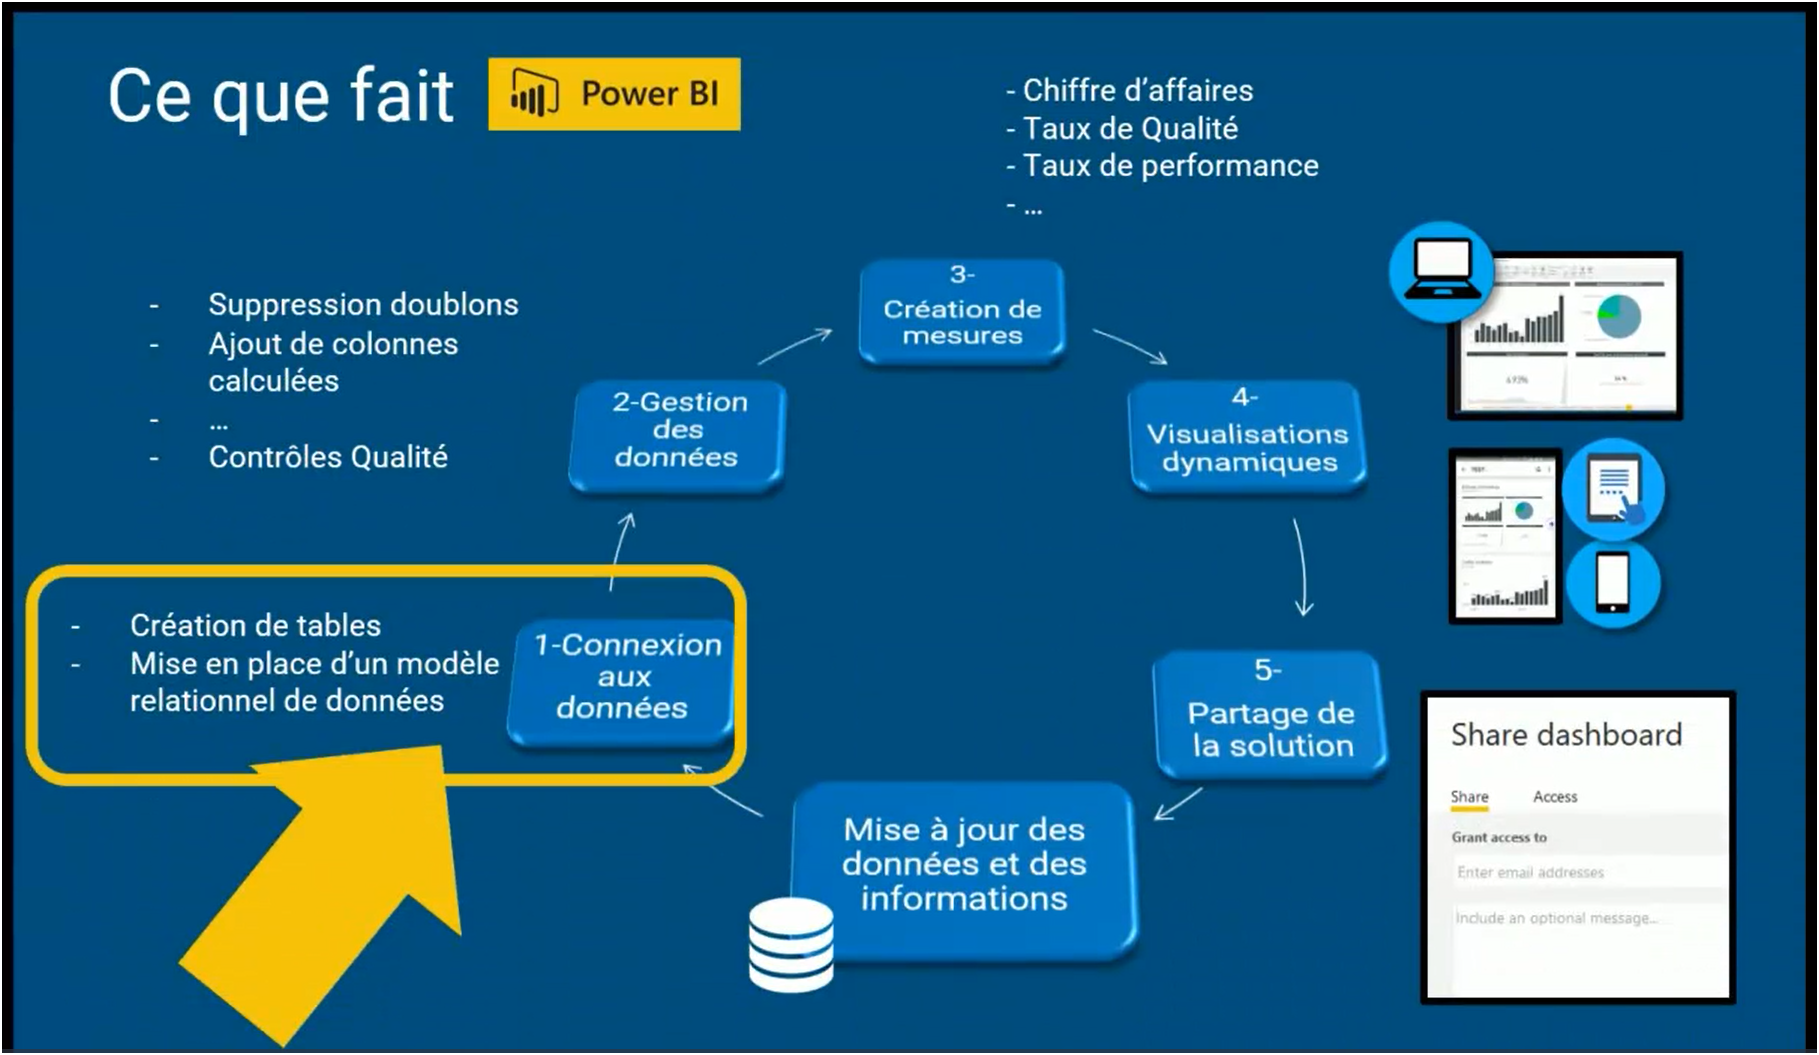 Ce que fait
Power BI
- Chiffre d'affaires
- Taux de Qualité
- Taux de performance
- ...
- Suppression doublons
- Ajout de colonnes
calculées
- ...
- Contrôles Qualité
3-
Création de
mesures
2-Gestion
des
données
4-
Visualisations
dynamiques
- Création de tables
- Mise en place d'un modèle
relationnel de données
1-Connexion
aux
données
5-
Partage de
la solution
Mise à jour des
données et des
informations
Share dashboard
Share Access
Grant access to
Enter email addresses
Include an optional message...